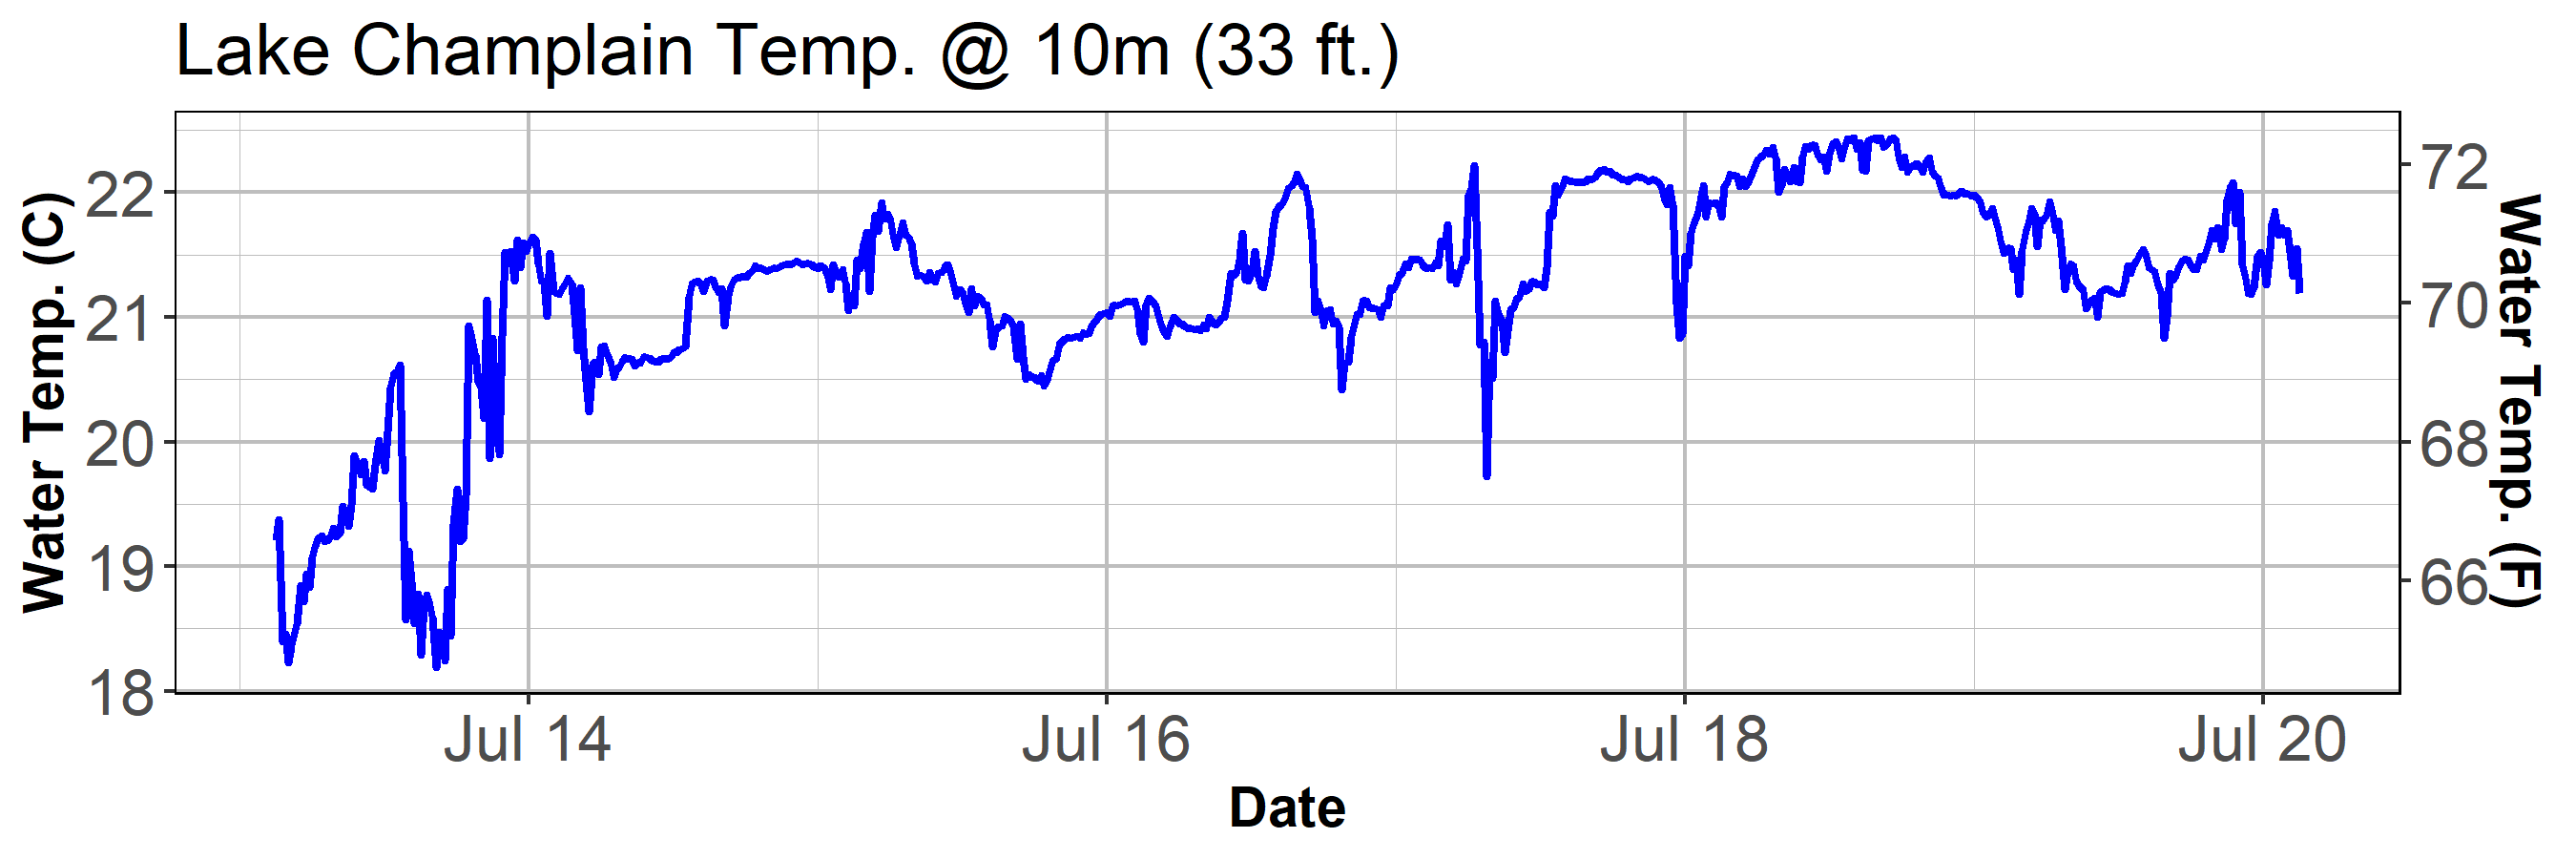 Lake Champlain Temp. @ 10m (33 ft.)
Water Temp. (C)
22
21
20
19
18
72
70
68
66
Water Temp. (F)
Jul 14
Jul 16
Jul 18
Jul 20
Date